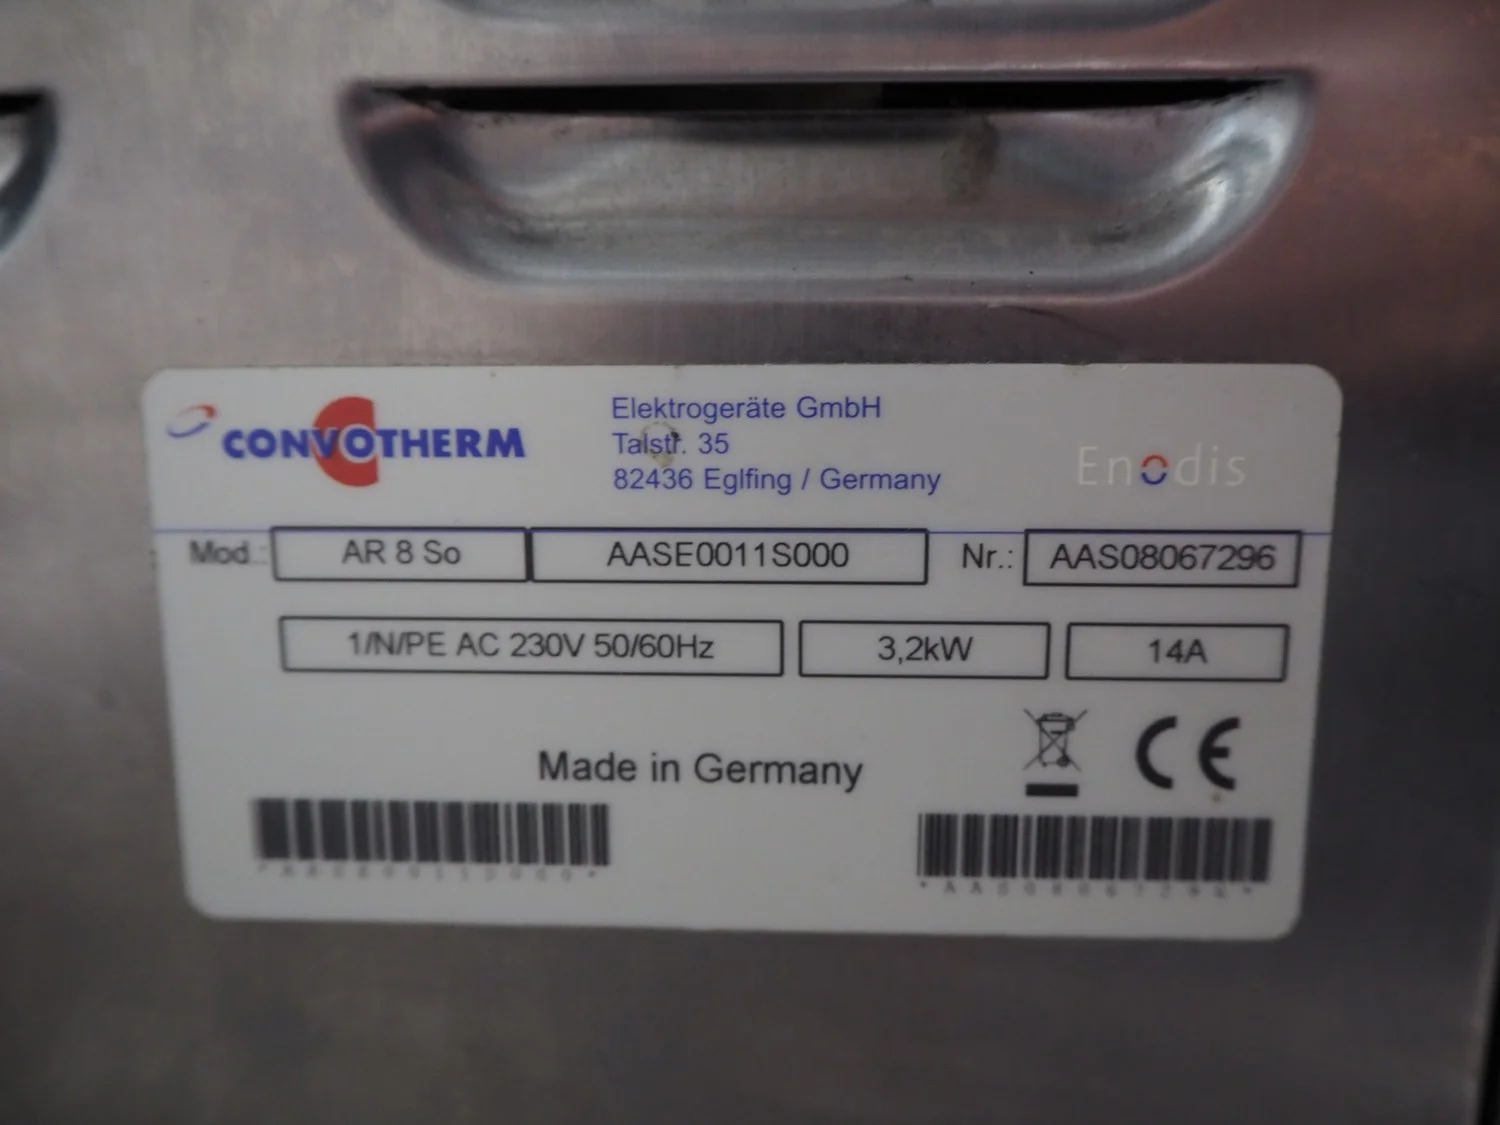 CONVOTHERM
Elektrogeräte GmbH
Talstr. 35
82436 Eglfing / Germany
Enodis
Mod.: AR 8 So AASE0011S000 Nr.: AAS08067296
1/N/PE AC 230V 50/60Hz 3,2kW 14A
CE
Made in Germany
*AAS08067296*